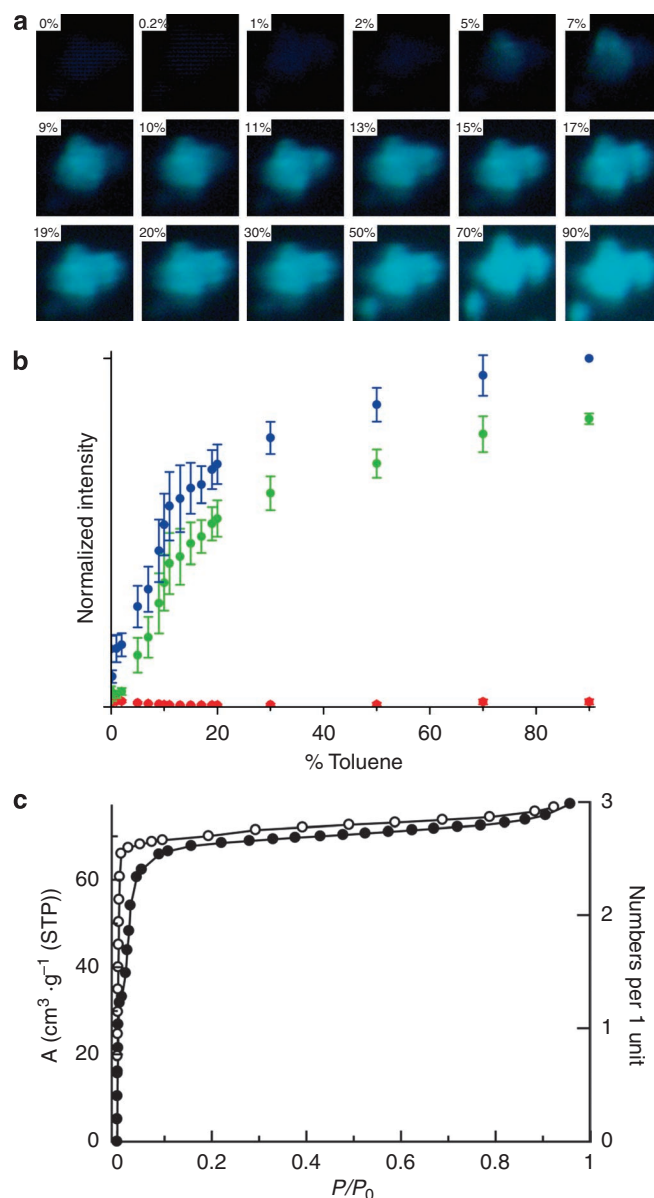 a
0% 0.2% 1% 2% 5% 7%
9% 10% 11% 13% 15% 17%
19% 20% 30% 50% 70% 90%
b
Normalized intensity
0 20 40 60 80
% Toluene
c
A (cm³ ·g⁻¹ (STP))
60
40
20
0
3
2
1
0
Numbers per 1 unit
0 0.2 0.4 0.6 0.8 1
P/P₀